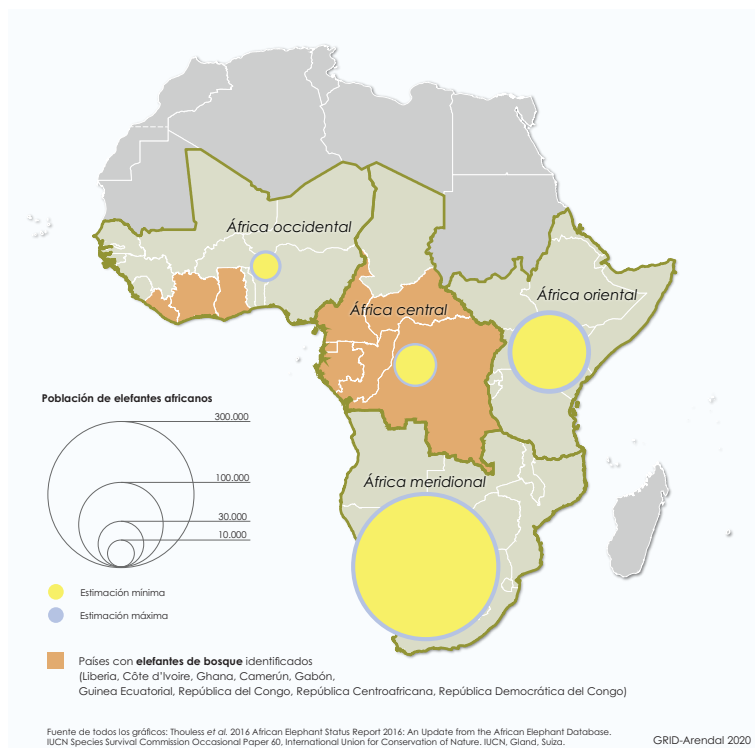 África occidental
África oriental
África central
África meridional
Población de elefantes africanos
300.000
100.000
30.000
10.000
Estimación mínima
Estimación máxima
Países con elefantes de bosque identificados
(Liberia, Côte d'Ivoire, Ghana, Camerún, Gabón,
Guinea Ecuatorial, República del Congo, República Centroafricana, República Democrática del Congo)
Fuente de todos los gráficos: Thouless et al. 2016 African Elephant Status Report 2016: An Update from the African Elephant Database.
IUCN Species Survival Commission Occasional Paper 60, International Union for Conservation of Nature. IUCN, Gland, Suiza.
GRID-Arendal 2020